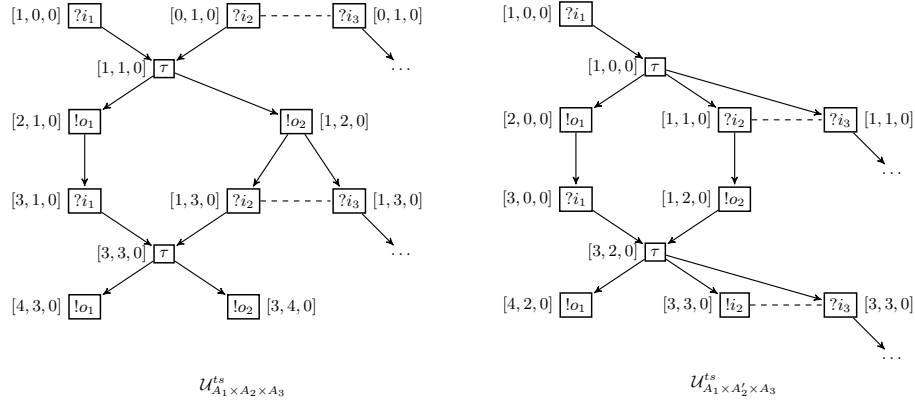 [1, 0, 0] ?i1 [0, 1, 0] ?i2 ?i3 [0, 1, 0]
[1, 1, 0] τ ...
[2, 1, 0] !o1 !o2 [1, 2, 0]
[3, 1, 0] ?i1 [1, 3, 0] ?i2 ?i3 [1, 3, 0]
[3, 3, 0] τ ...
[4, 3, 0] !o1 !o2 [3, 4, 0]
𝒰^{ts}_{A1×A2×A3}
[1, 0, 0] ?i1
[1, 0, 0] τ
[2, 0, 0] !o1 [1, 1, 0] ?i2 ?i3 [1, 1, 0]
...
[3, 0, 0] ?i1 [1, 2, 0] !o2
[3, 2, 0] τ
[4, 2, 0] !o1 [3, 3, 0] !i2 ?i3 [3, 3, 0]
...
𝒰^{ts}_{A1×A2′×A3}